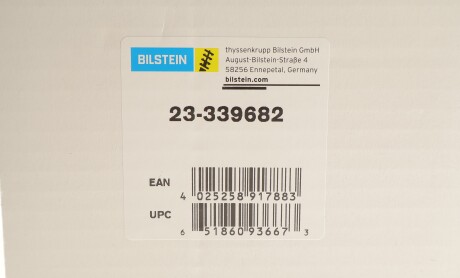 BILSTEIN
thyssenkrupp Bilstein GmbH
August-Bilstein-Straße 4
58256 Ennepetal, Germany
bilstein.com
23-339682
EAN
4 025258 917883
UPC
6 51860 93667 3